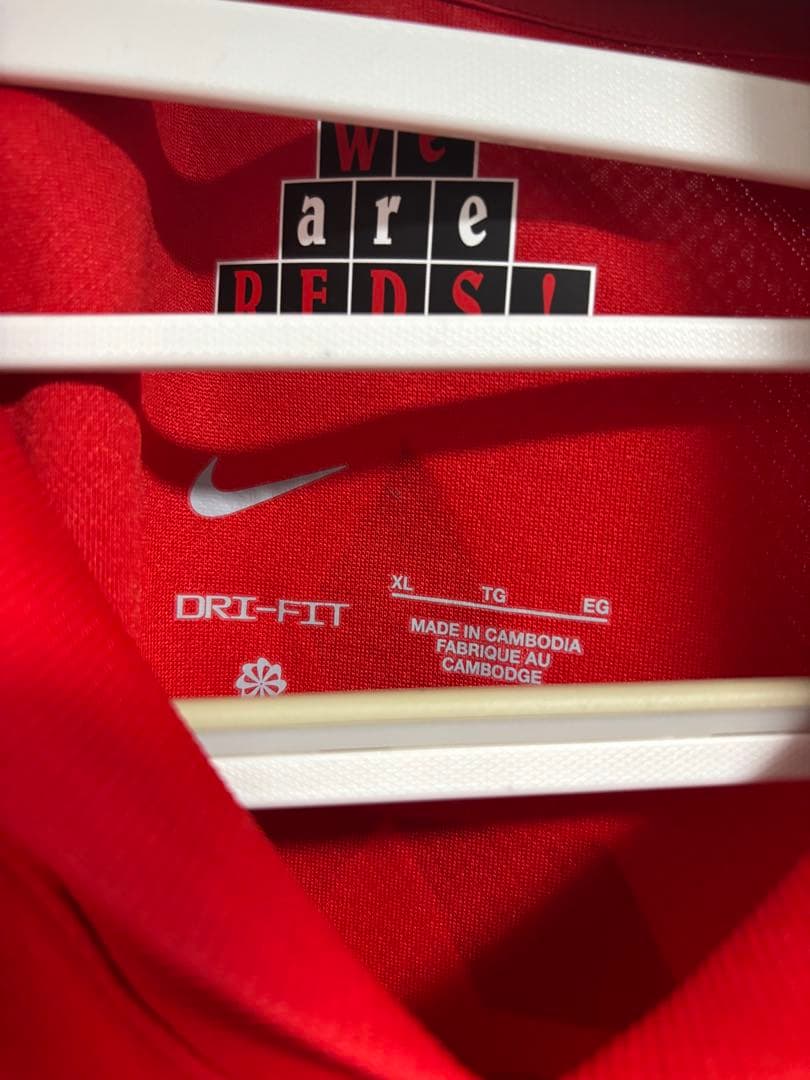 We
are
REDS!
DRI-FIT
XL TG EG
MADE IN CAMBODIA
FABRIQUE AU
CAMBODGE